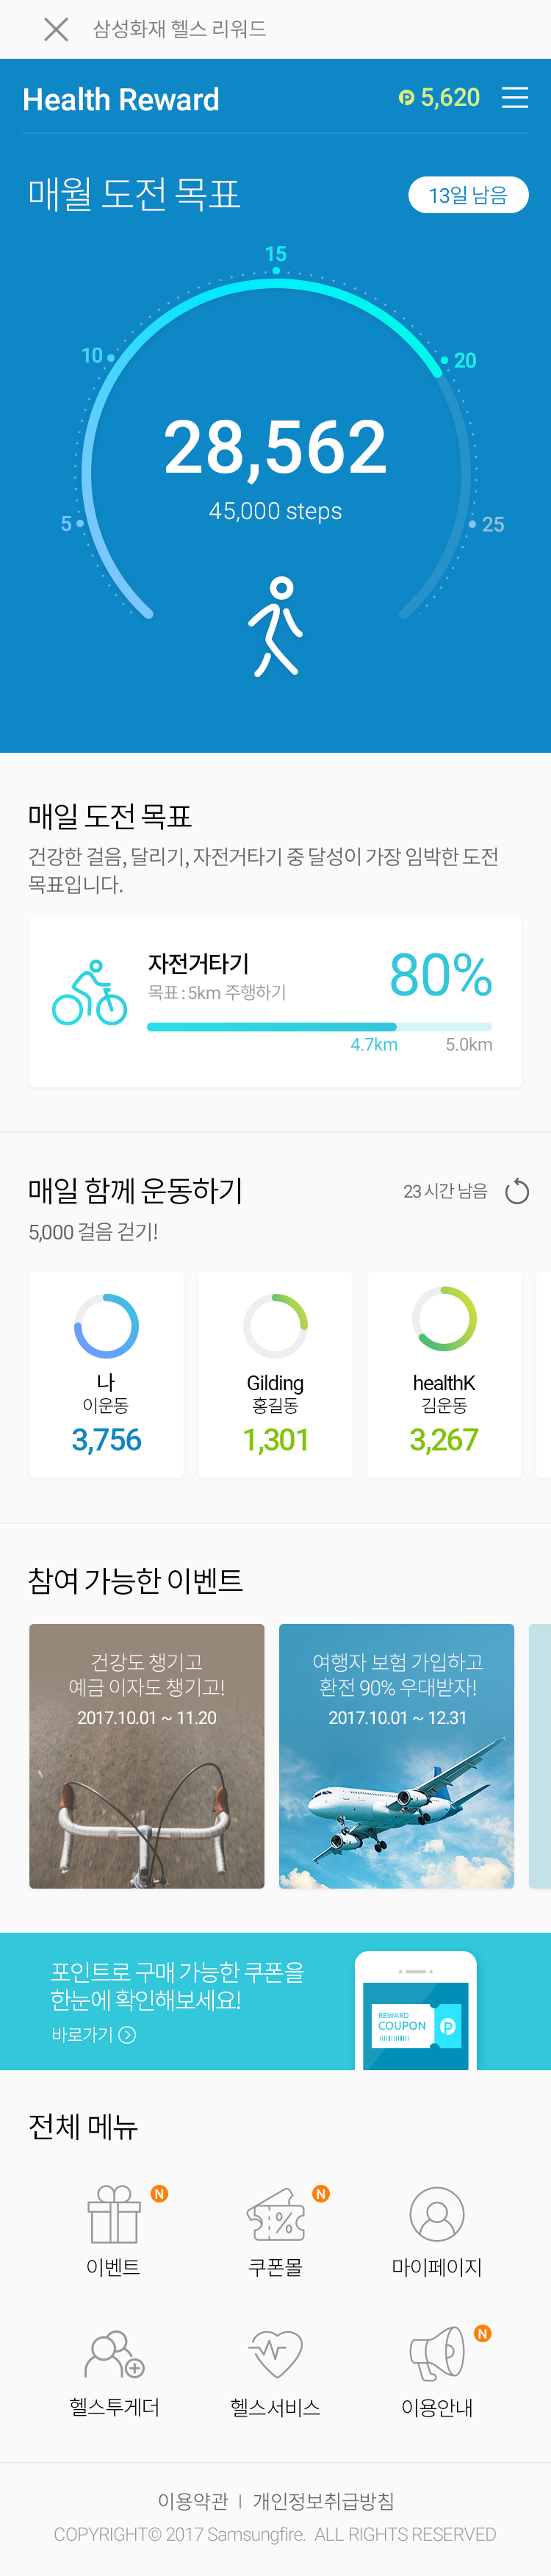 삼성화재 헬스 리워드
Health Reward
P 5,620
매월 도전 목표
13일 남음
15
10
20
28,562
45,000 steps
5
25
매일 도전 목표
건강한 걸음, 달리기, 자전거타기 중 달성이 가장 임박한 도전
목표입니다.
자전거타기
80%
목표 : 5km 주행하기
4.7km
5.0km
매일 함께 운동하기
23 시간 남음
5,000 걸음 걷기!
나
이운동
3,756
Gilding
홍길동
1,301
healthK
김운동
3,267
참여 가능한 이벤트
건강도 챙기고
예금 이자도 챙기고!
2017.10.01 ~ 11.20
여행자 보험 가입하고
환전 90% 우대받자!
2017.10.01 ~ 12.31
포인트로 구매 가능한 쿠폰을
한눈에 확인해보세요!
바로가기
REWARD
COUPON
P
전체 메뉴
N
이벤트
N
%
쿠폰몰
마이페이지
헬스투게더
헬스서비스
N
이용안내
이용약관 | 개인정보취급방침
COPYRIGHT© 2017 Samsungfire. ALL RIGHTS RESERVED